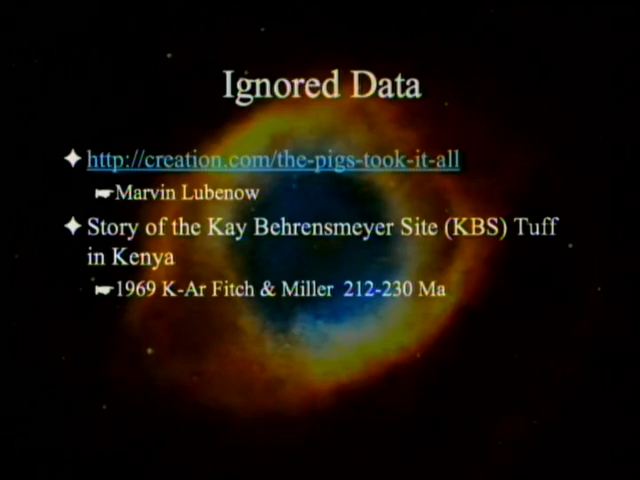 Ignored Data
http://creation.com/the-pigs-took-it-all
Marvin Lubenow
Story of the Kay Behrensmeyer Site (KBS) Tuff
in Kenya
1969 K-Ar Fitch & Miller 212-230 Ma